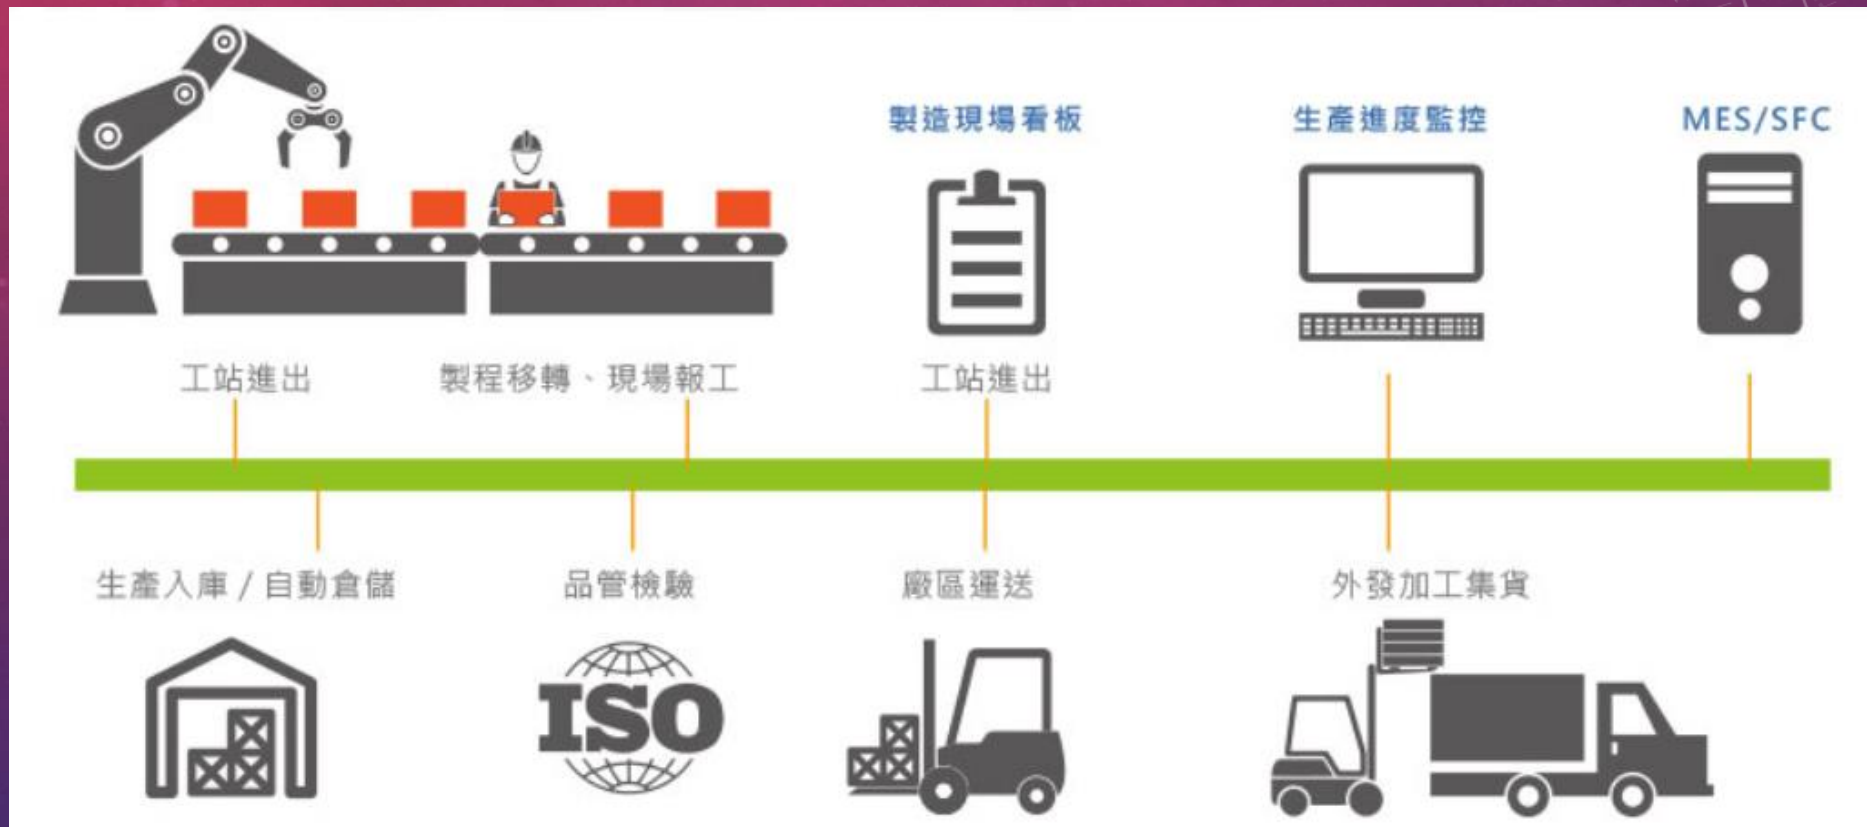 製造現場看板
生產進度監控
MES/SFC
工站進出
製程移轉、現場報工
工站進出
生產入庫/自動倉儲
品管檢驗
廠區運送
外發加工集貨
ISO